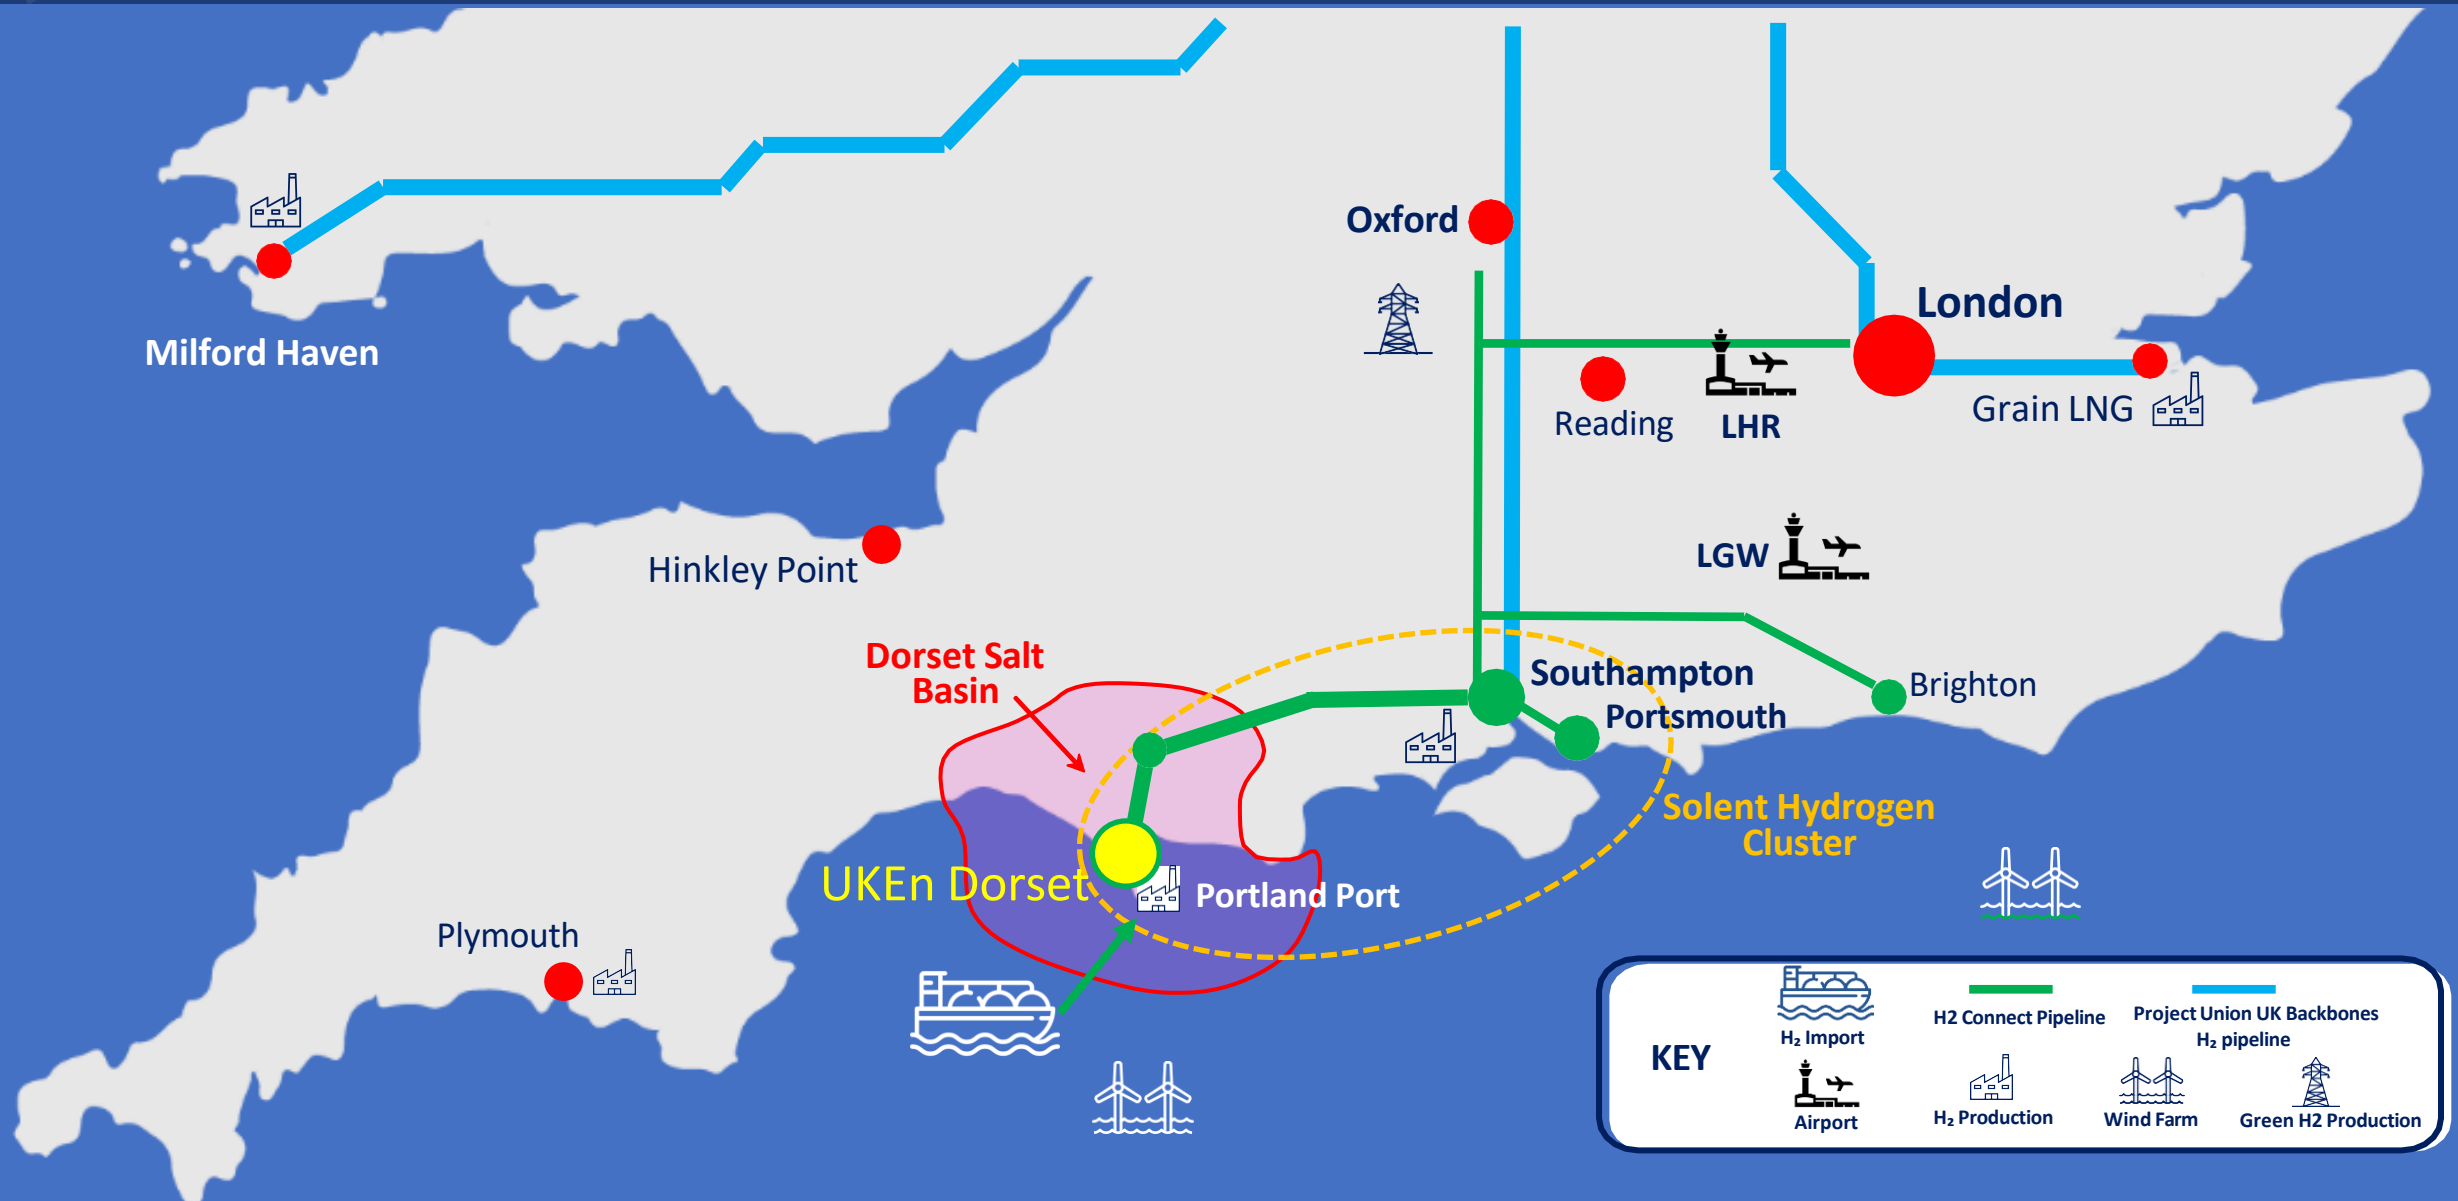 Oxford
London
Milford Haven
Reading
LHR
Grain LNG
LGW
Hinkley Point
Dorset Salt
Basin
Southampton
Brighton
Portsmouth
Solent Hydrogen
Cluster
UKEn Dorset
Portland Port
Plymouth
KEY
H₂ Import
H2 Connect Pipeline
Project Union UK Backbones
H₂ pipeline
Airport
H₂ Production
Wind Farm
Green H2 Production